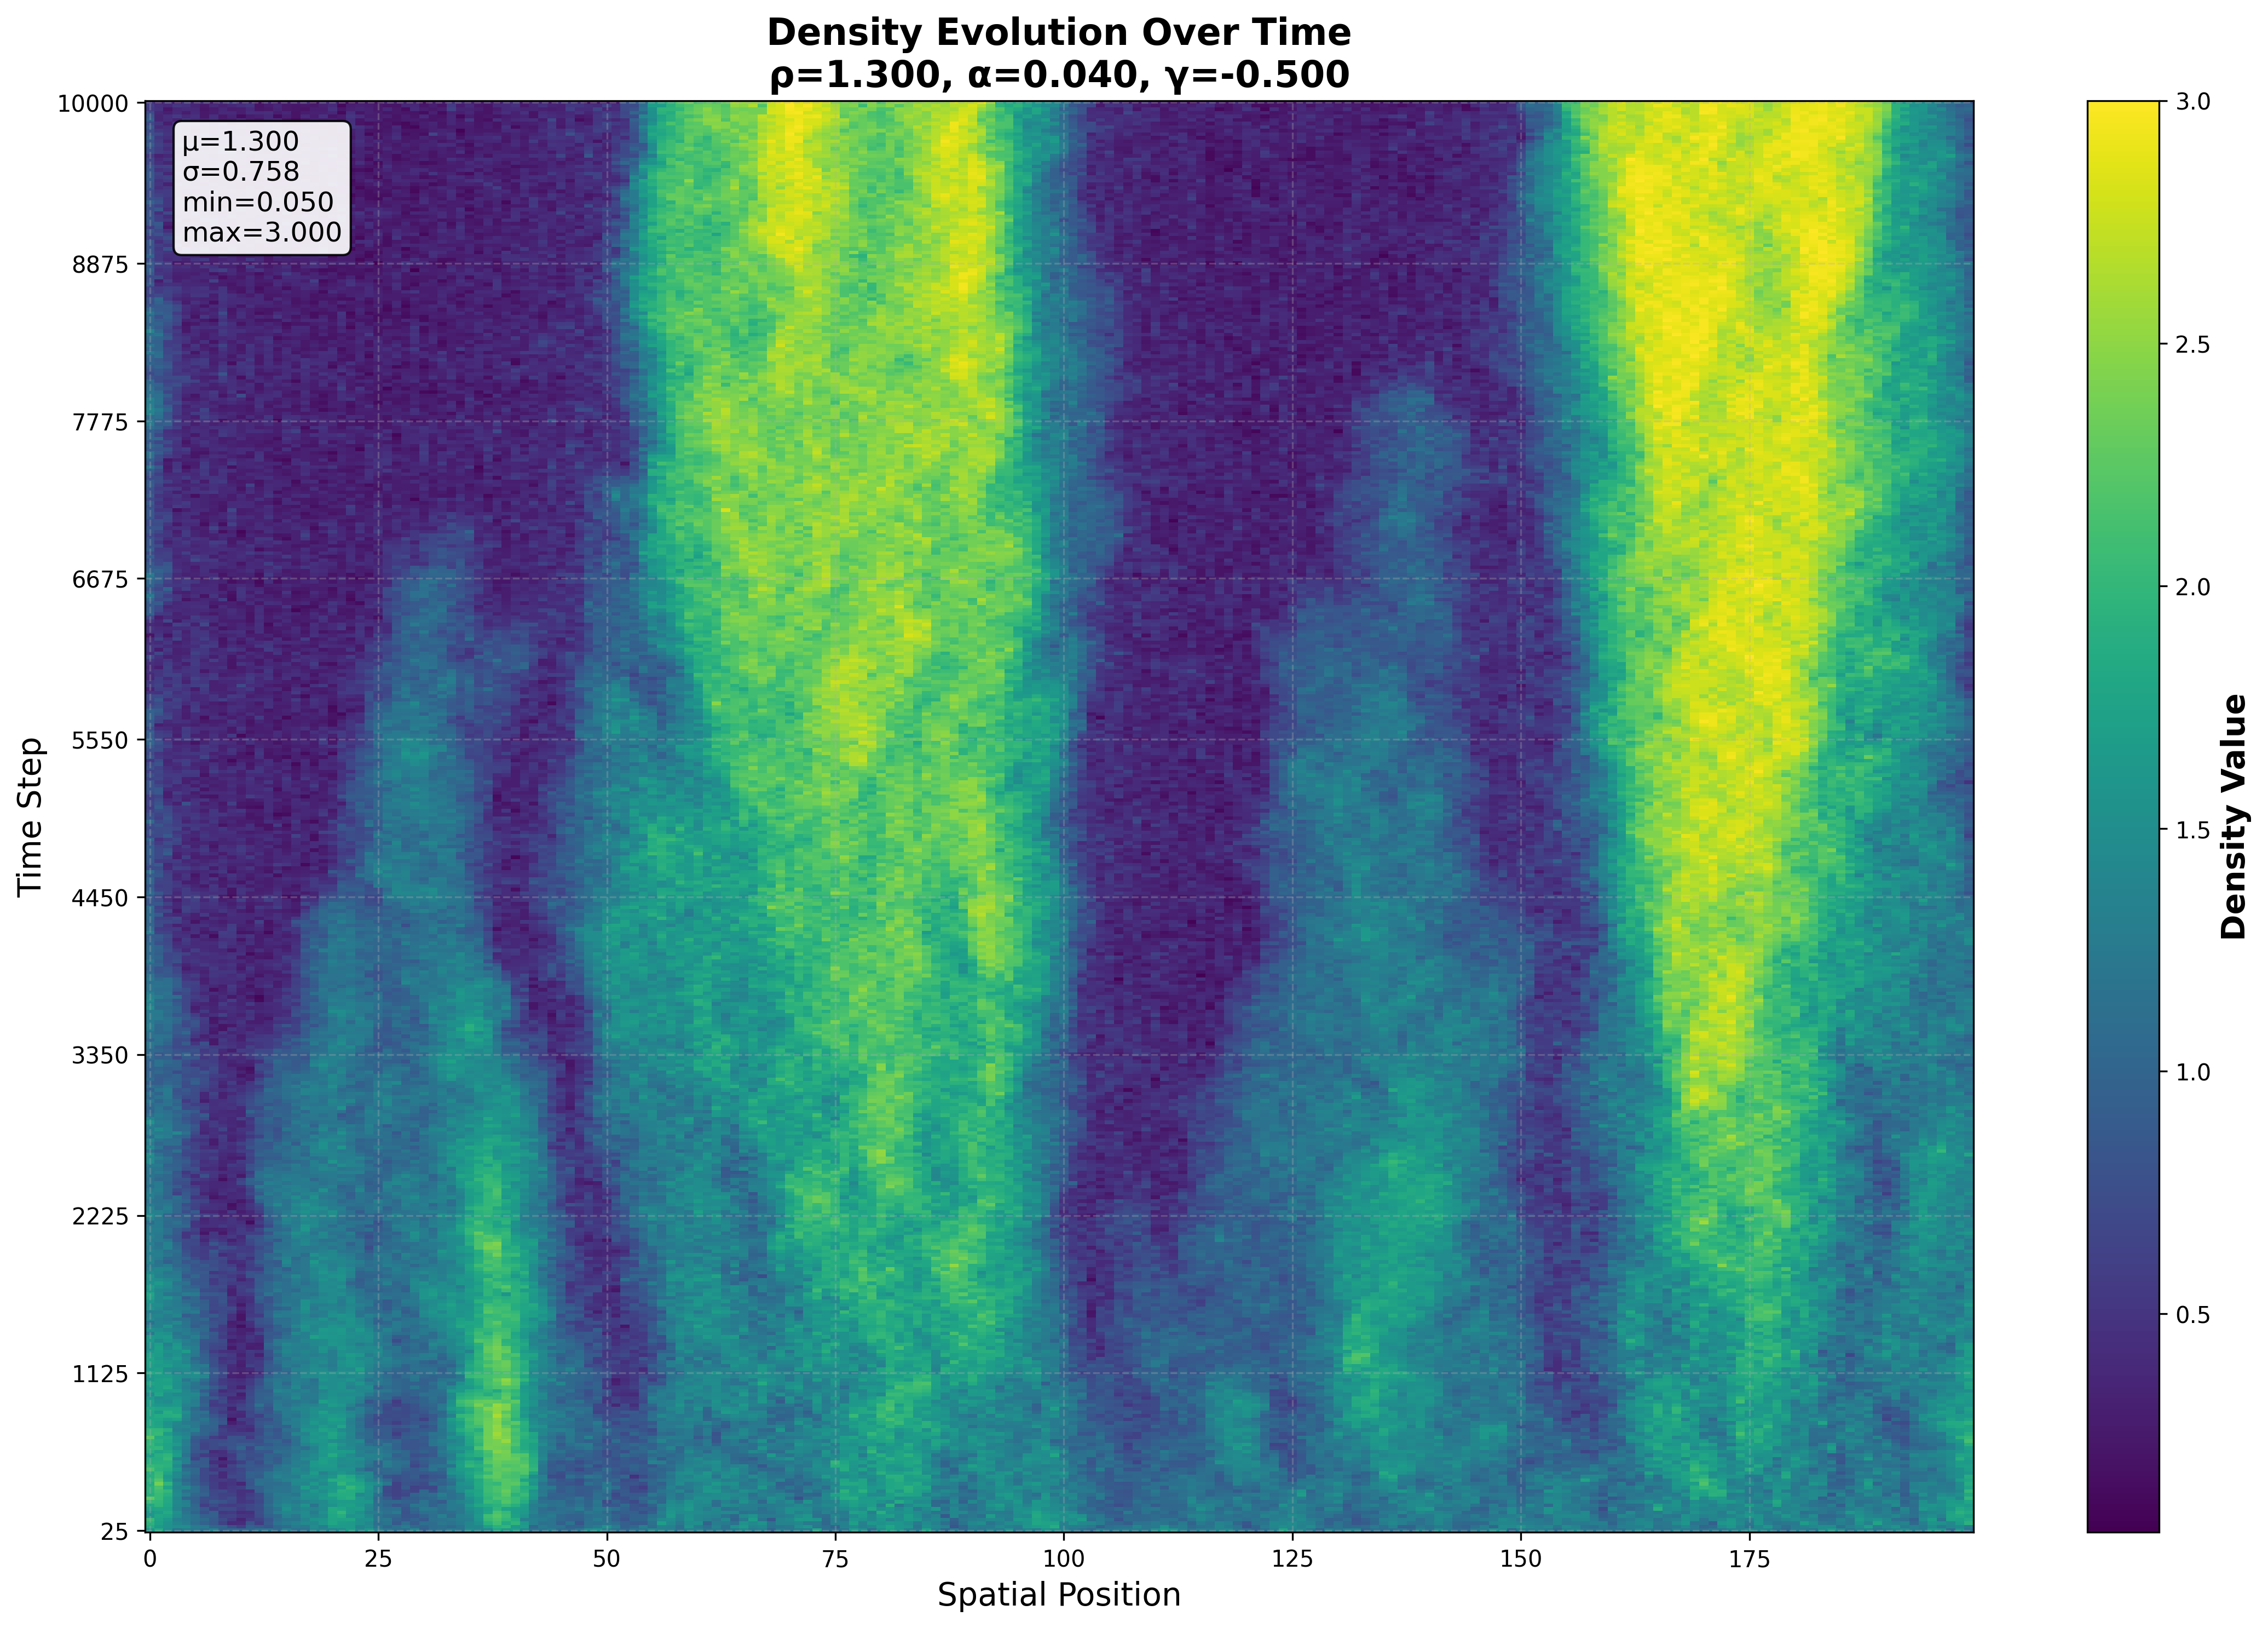 Density Evolution Over Time
ρ=1.300, α=0.040, γ=-0.500
μ=1.300
σ=0.758
min=0.050
max=3.000
Time Step
10000
8875
7775
6675
5550
4450
3350
2225
1125
25
0 25 50 75 100 125 150 175
Spatial Position
3.0
2.5
2.0
1.5
1.0
0.5
Density Value